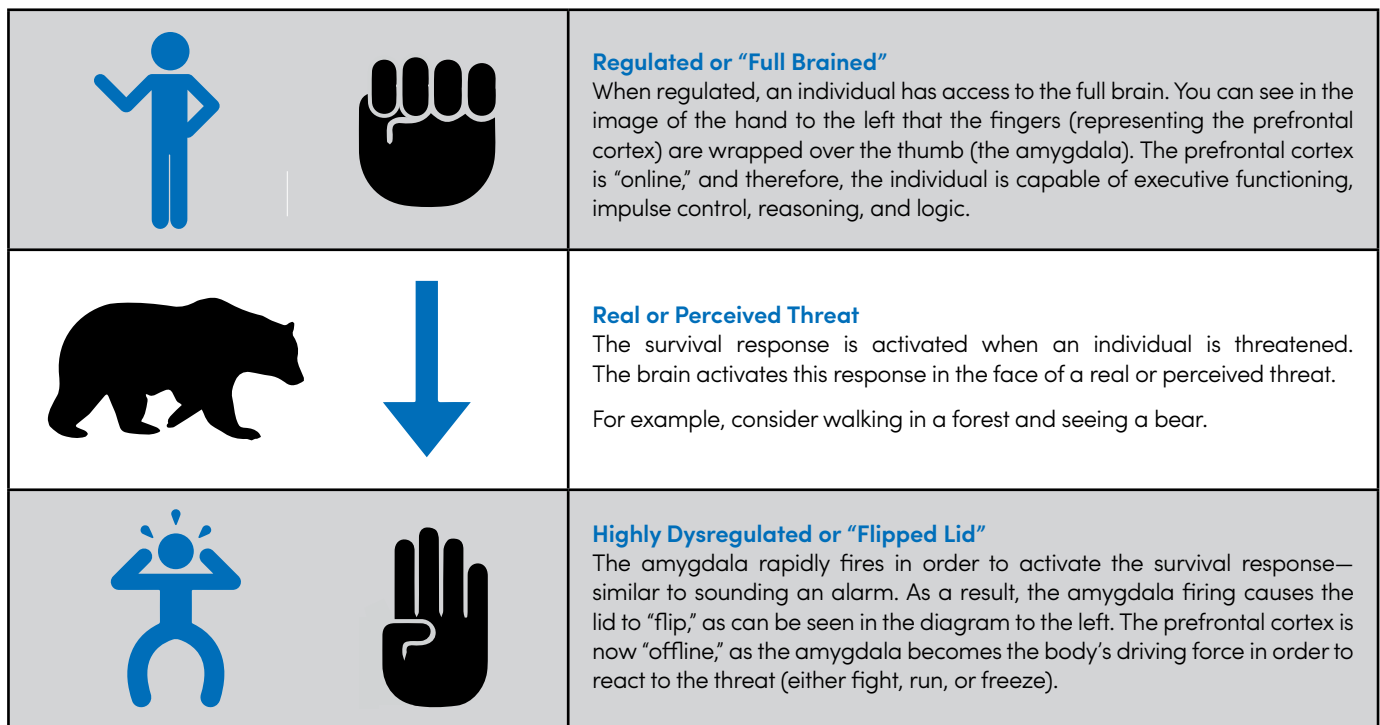 Regulated or “Full Brained”
When regulated, an individual has access to the full brain. You can see in the
image of the hand to the left that the fingers (representing the prefrontal
cortex) are wrapped over the thumb (the amygdala). The prefrontal cortex
is “online,” and therefore, the individual is capable of executive functioning,
impulse control, reasoning, and logic.
Real or Perceived Threat
The survival response is activated when an individual is threatened.
The brain activates this response in the face of a real or perceived threat.
For example, consider walking in a forest and seeing a bear.
Highly Dysregulated or “Flipped Lid”
The amygdala rapidly fires in order to activate the survival response—
similar to sounding an alarm. As a result, the amygdala firing causes the
lid to “flip,” as can be seen in the diagram to the left. The prefrontal cortex is
now “offline,” as the amygdala becomes the body’s driving force in order to
react to the threat (either fight, run, or freeze).